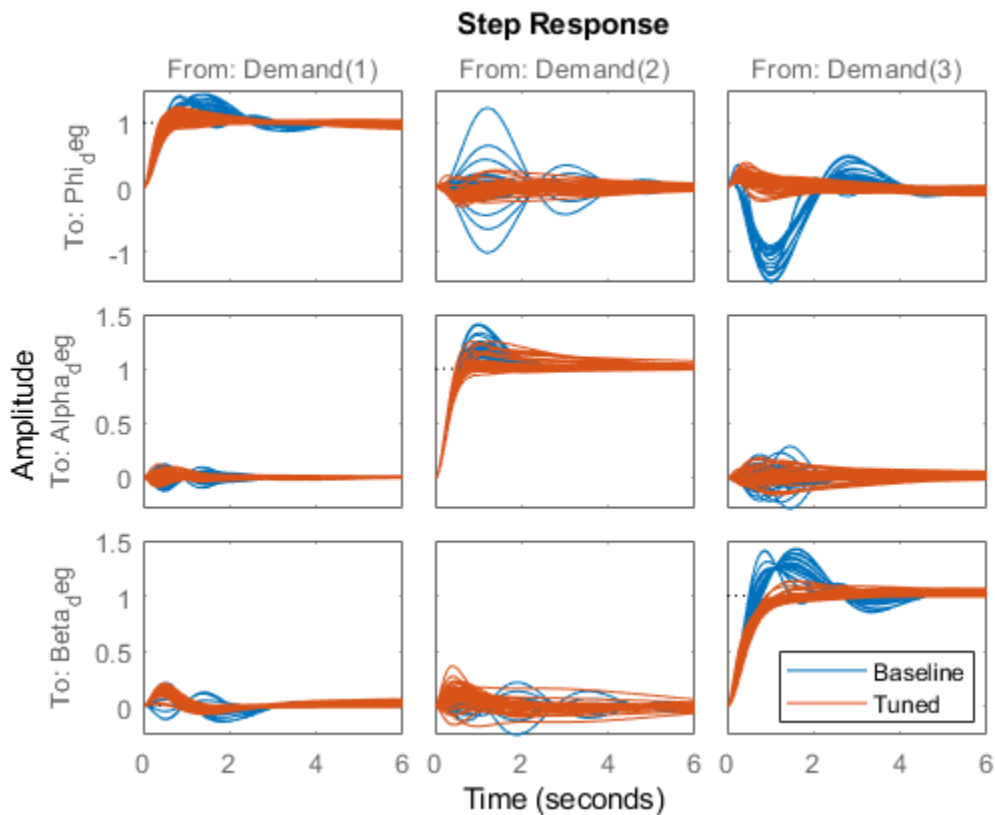 Step Response
From: Demand(1) From: Demand(2) From: Demand(3)
To: Phi_deg
1
0
-1
Amplitude
To: Alpha_deg
1.5
1
0.5
0
To: Beta_deg
1.5
1
0.5
0
Baseline
Tuned
0 2 4 6 0 2 4 6 0 2 4 6
Time (seconds)